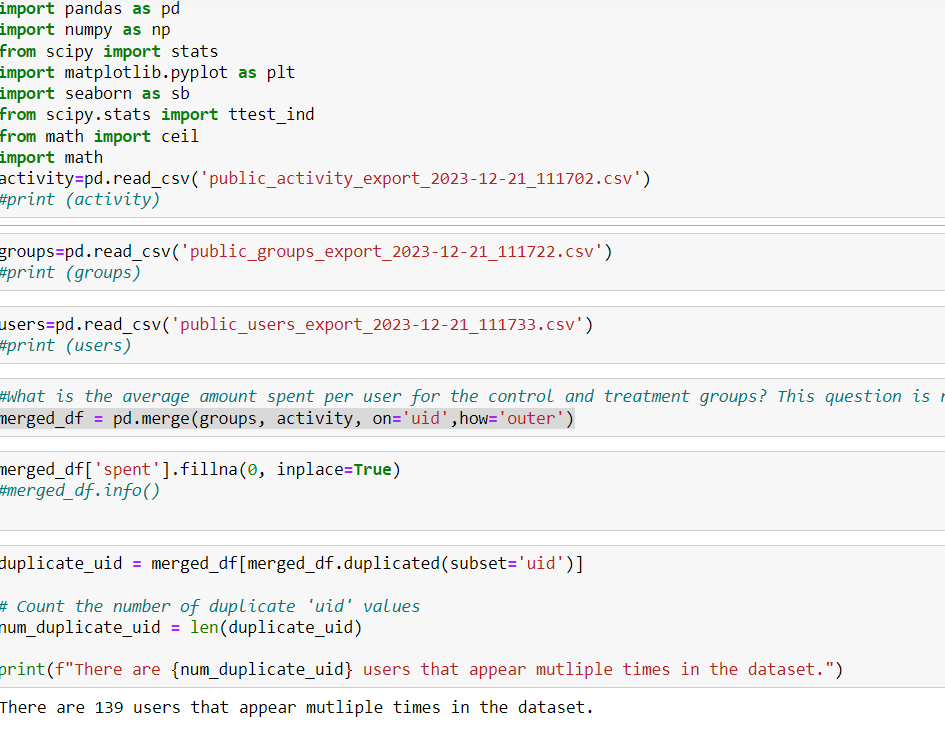 import pandas as pd
import numpy as np
from scipy import stats
import matplotlib.pyplot as plt
import seaborn as sb
from scipy.stats import ttest_ind
from math import ceil
import math
activity=pd.read_csv('public_activity_export_2023-12-21_111702.csv')
#print (activity)
groups=pd.read_csv('public_groups_export_2023-12-21_111722.csv')
#print (groups)
users=pd.read_csv('public_users_export_2023-12-21_111733.csv')
#print (users)
#What is the average amount spent per user for the control and treatment groups? This question is
merged_df = pd.merge(groups, activity, on='uid',how='outer')
merged_df['spent'].fillna(0, inplace=True)
#merged_df.info()
duplicate_uid = merged_df[merged_df.duplicated(subset='uid')]
# Count the number of duplicate 'uid' values
num_duplicate_uid = len(duplicate_uid)
print(f"There are {num_duplicate_uid} users that appear mutliple times in the dataset.")
There are 139 users that appear mutliple times in the dataset.